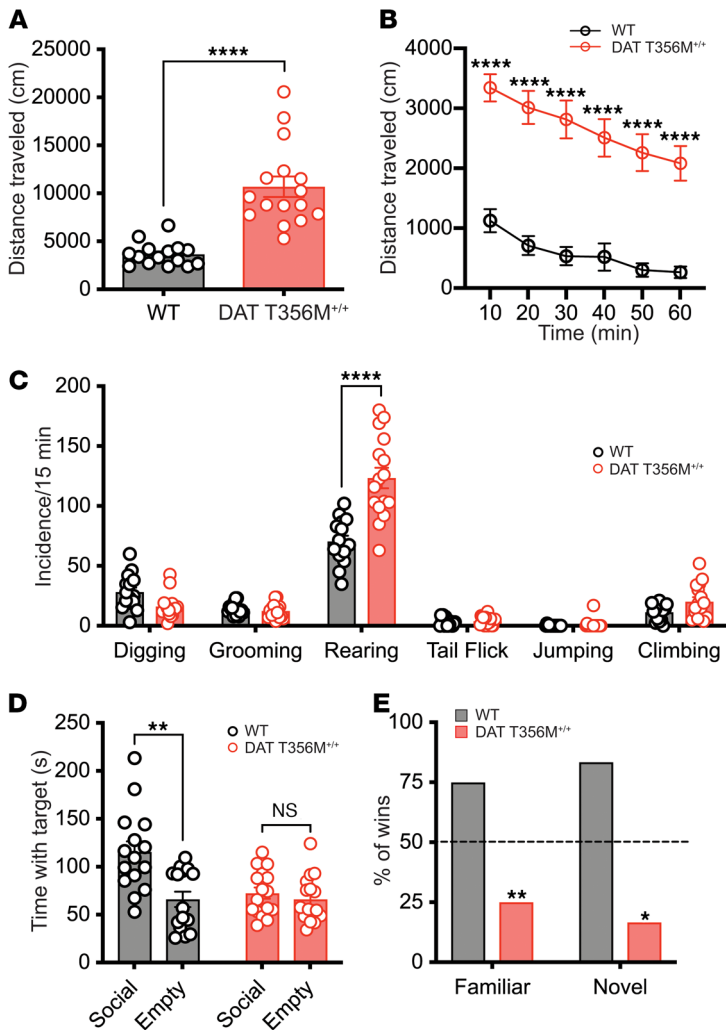 A
****
25000
20000
15000
10000
5000
0
Distance traveled (cm)
WT
DAT T356M+/+
B
WT
DAT T356M+/+
4000
3000
2000
1000
0
Distance traveled (cm)
****
****
****
****
****
****
10 20 30 40 50 60
Time (min)
C
200
150
100
50
0
Incidence/15 min
****
WT
DAT T356M+/+
Digging Grooming Rearing Tail Flick Jumping Climbing
D
250
200
150
100
50
0
Time with target (s)
**
NS
WT
DAT T356M+/+
Social Empty Social Empty
E
WT
DAT T356M+/+
100
75
50
25
0
% of wins
**
*
Familiar Novel